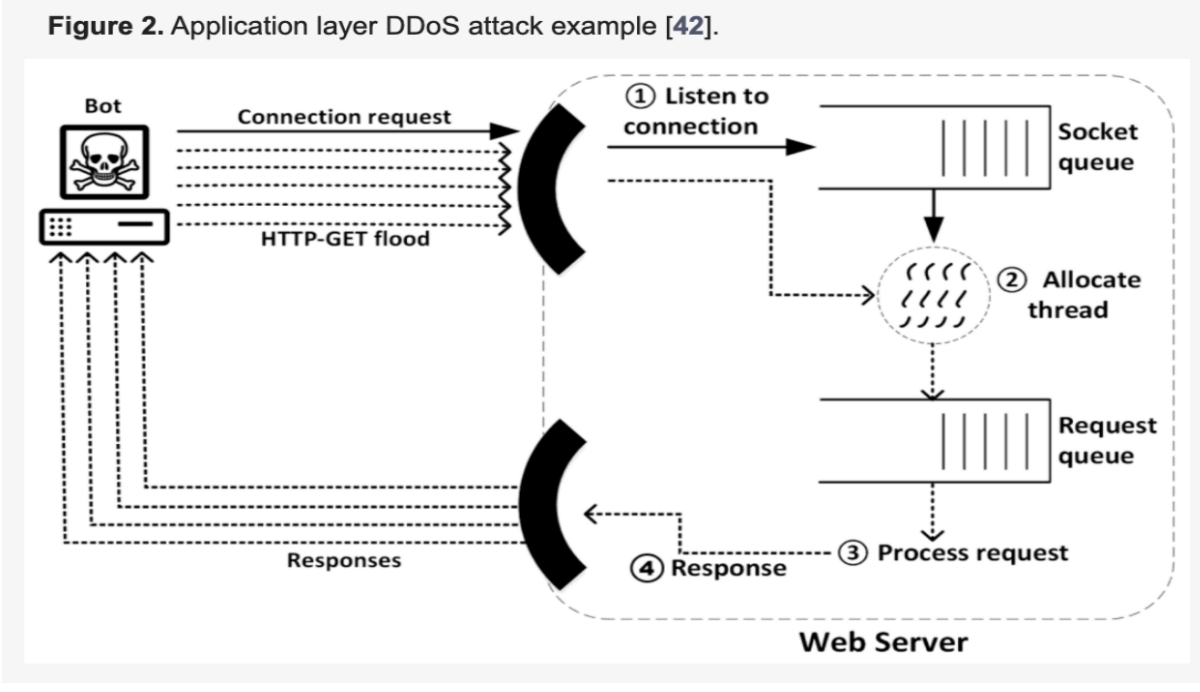 Figure 2. Application layer DDoS attack example [42].
Bot
Connection request
HTTP-GET flood
① Listen to
connection
Socket
queue
② Allocate
thread
Request
queue
③ Process request
④ Response
Responses
Web Server